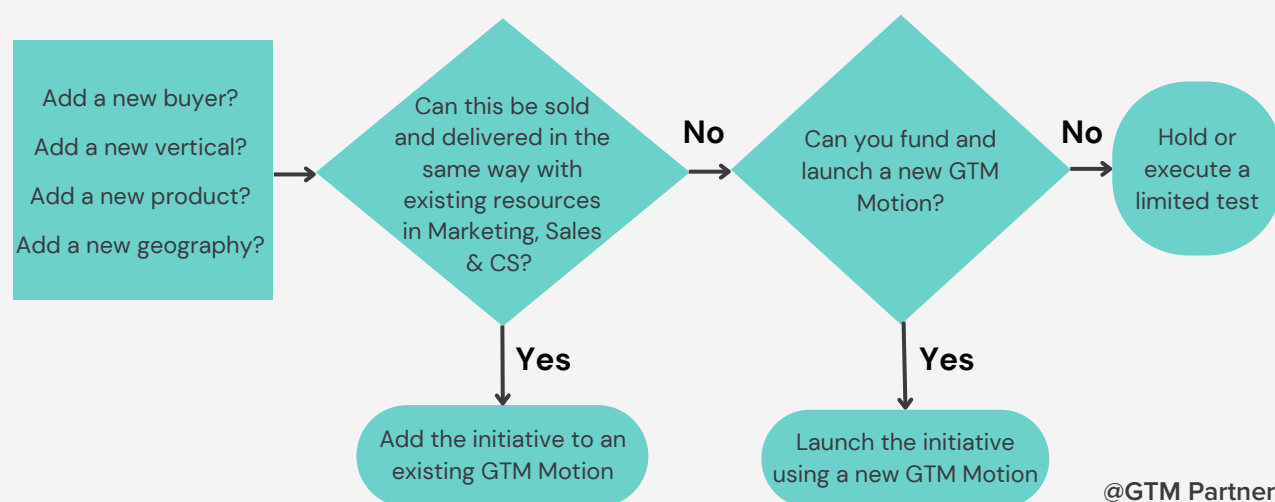 Add a new buyer?
Add a new vertical?
Add a new product?
Add a new geography?
Can this be sold
and delivered in the
same way with
existing resources
in Marketing, Sales
& CS?
No
Can you fund and
launch a new GTM
Motion?
No
Hold or
execute a
limited test
Yes
Yes
Add the initiative to an
existing GTM Motion
Launch the initiative
using a new GTM Motion
@GTM Partner